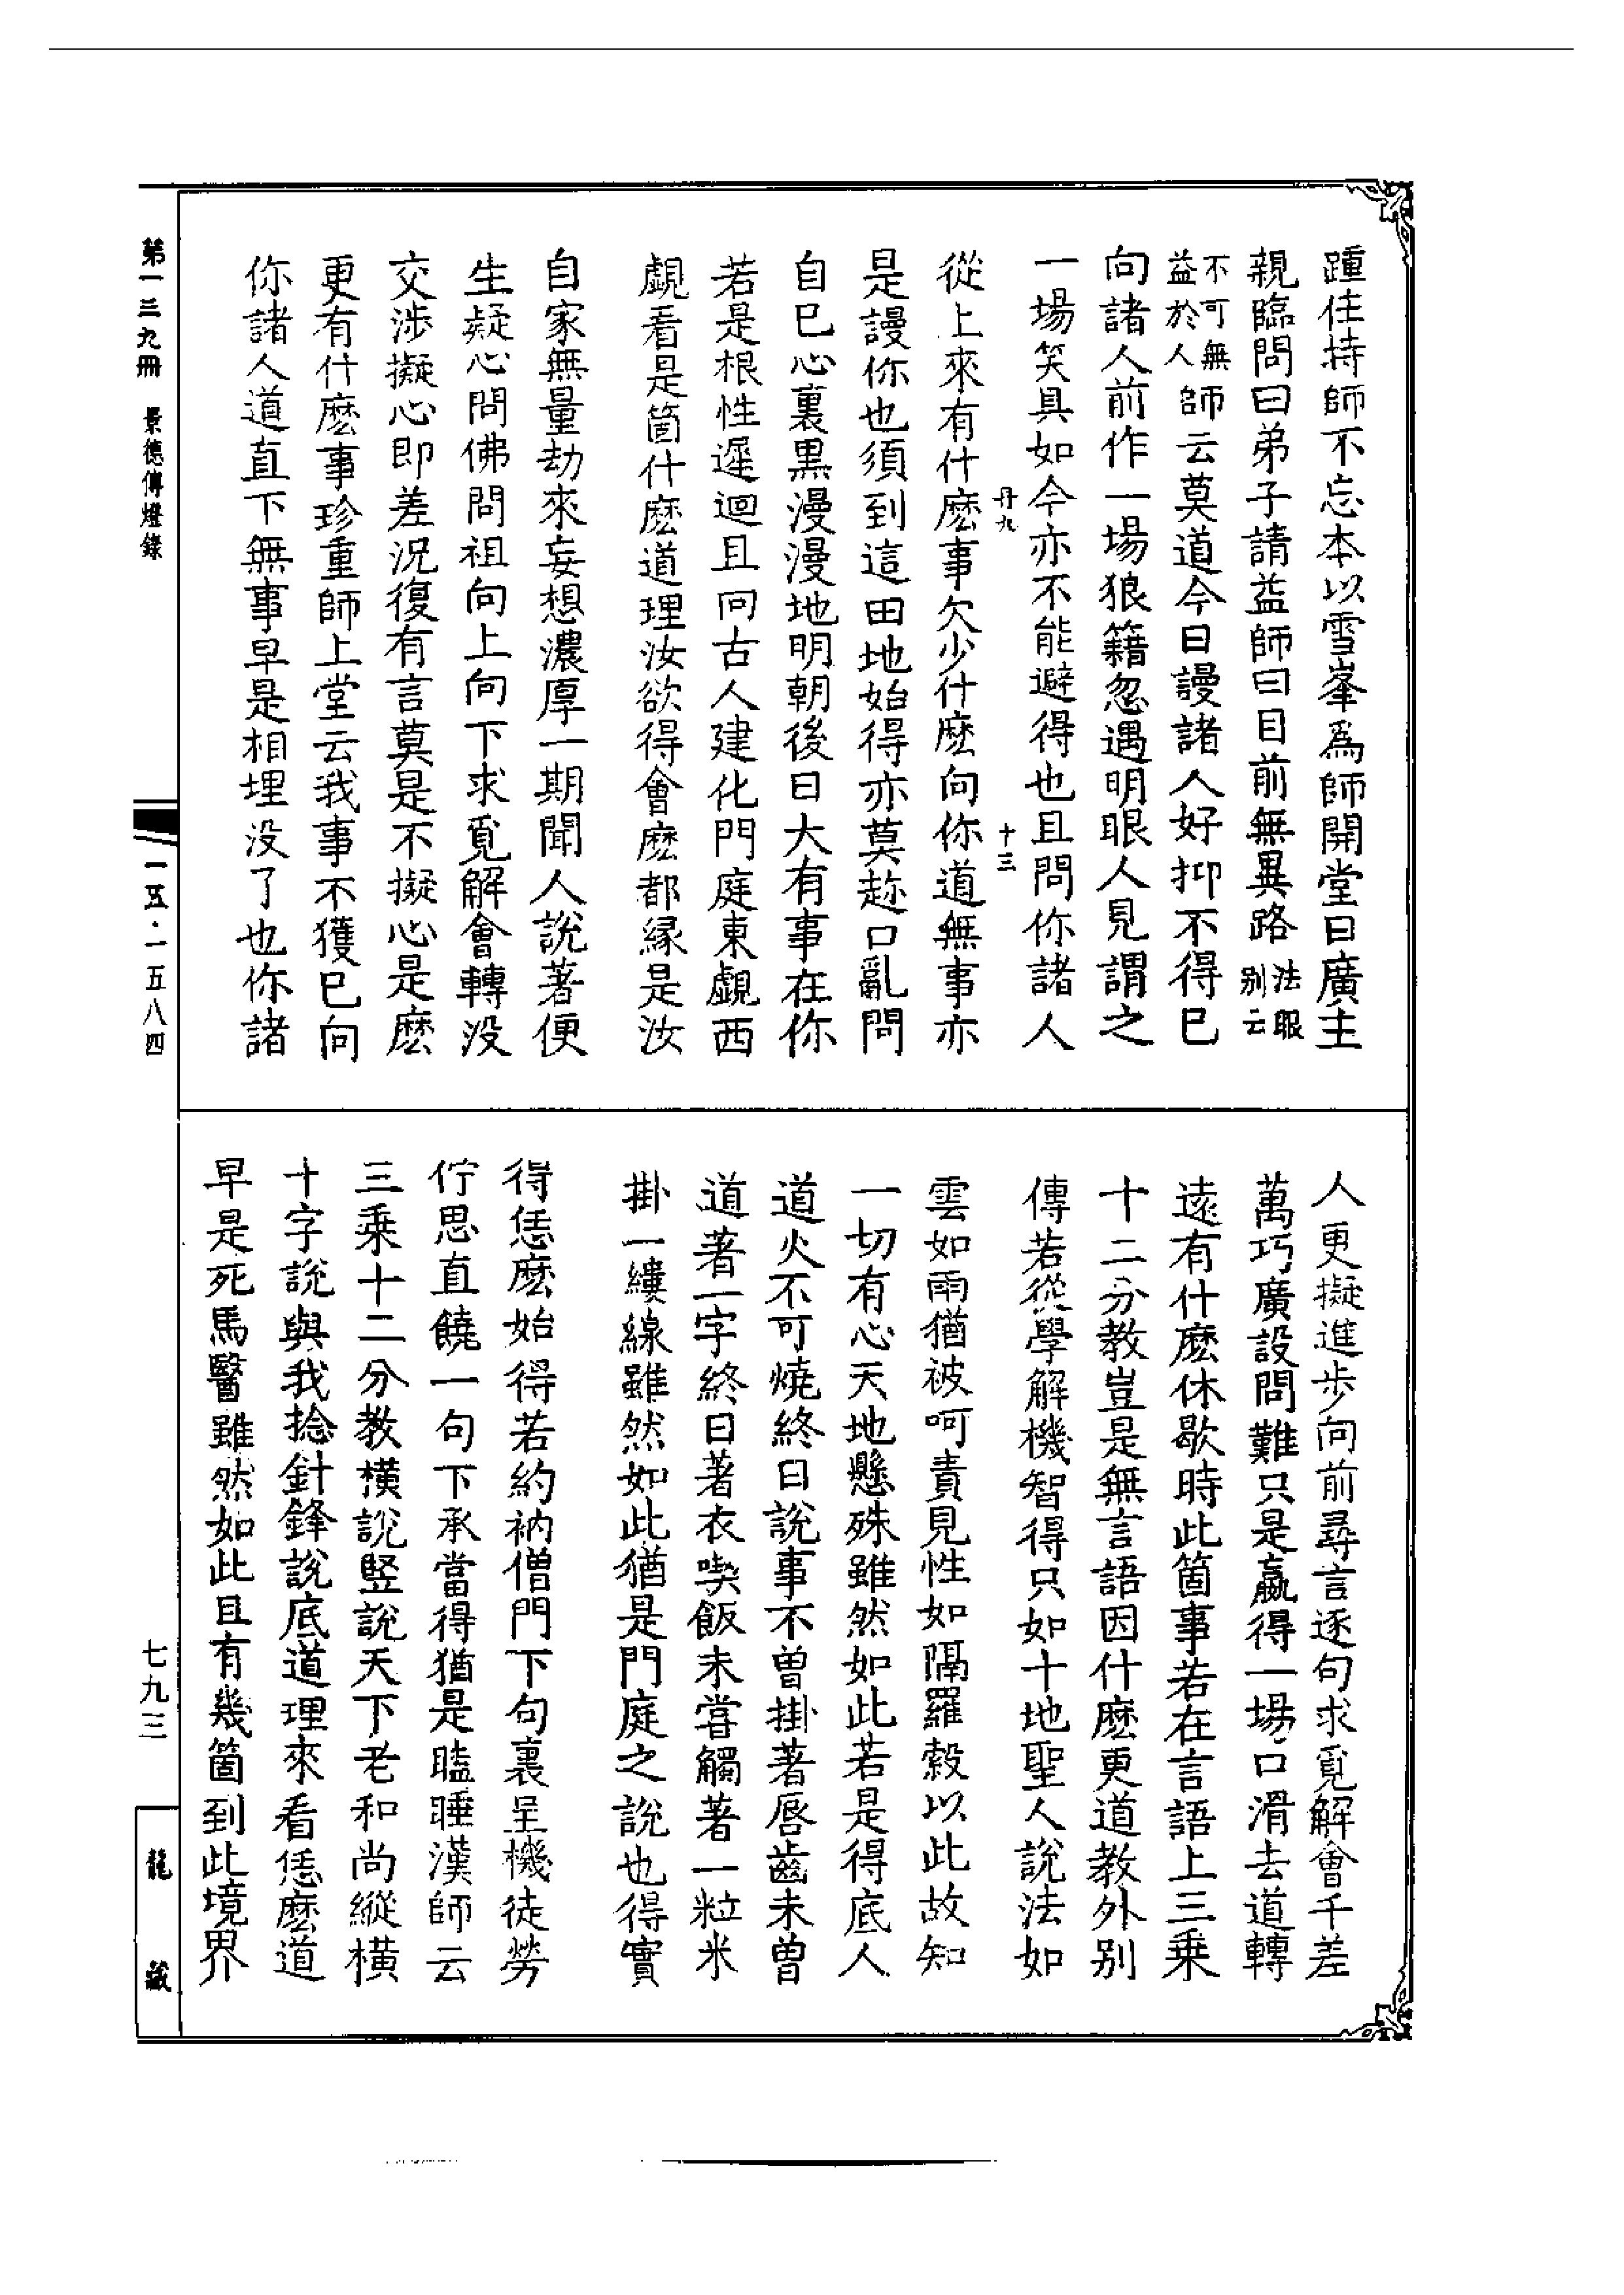 踵住持師不忘本以雪峯爲師開堂日廣主
親臨問曰弟子請益師曰目前無異路法眼別云
不可無益於人師云莫道今日謾諸人好抑不得已
向諸人前作一場狼籍忽遇明眼人見謂之
一場笑具如今亦不能避得也且問你諸人
丹九 十三
從上來有什麽事欠少什麽向你道無事亦
是謾你也須到這田地始得亦莫趂口亂問
自已心裏黒漫漫地明朝後日大有事在你
若是根性遲迴且向古人建化門庭東覷西
覷看是箇什麽道理汝欲得會麽都縁是汝
自家無量劫來妄想濃厚一期聞人說著便
生疑心問佛問祖向上向下求覓解會轉没
交涉擬心即差況復有言莫是不擬心是麽
更有什麽事珍重師上堂云我事不獲已向
你諸人道直下無事早是相埋没了也你諸
人更擬進步向前尋言逐句求覓解會千差
萬巧廣設問難只是贏得一場口滑去道轉
遠有什麽休歇時此箇事若在言語上三乘
十二分教豈是無言語因什麽更道教外別
傳若從學解機智得只如十地聖人說法如
雲如雨猶被呵責見性如隔羅縠以此故知
一切有心天地懸殊雖然如此若是得底人
道火不可燒終日說事不曾掛著唇齒未曾
道著一字終日著衣喫飯未嘗觸著一粒米
掛一縷線雖然如此猶是門庭之說也得實
得恁麽始得若約衲僧門下句裏呈機徒勞
佇思直饒一句下承當得猶是瞌睡漢師云
三乘十二分教橫說竪說天下老和尚縱橫
十字說與我捻針鋒說底道理來看恁麽道
早是死馬醫雖然如此且有幾箇到此境界
第一三九冊 景德傳燈錄
一五·一五八四
七九三
龍藏